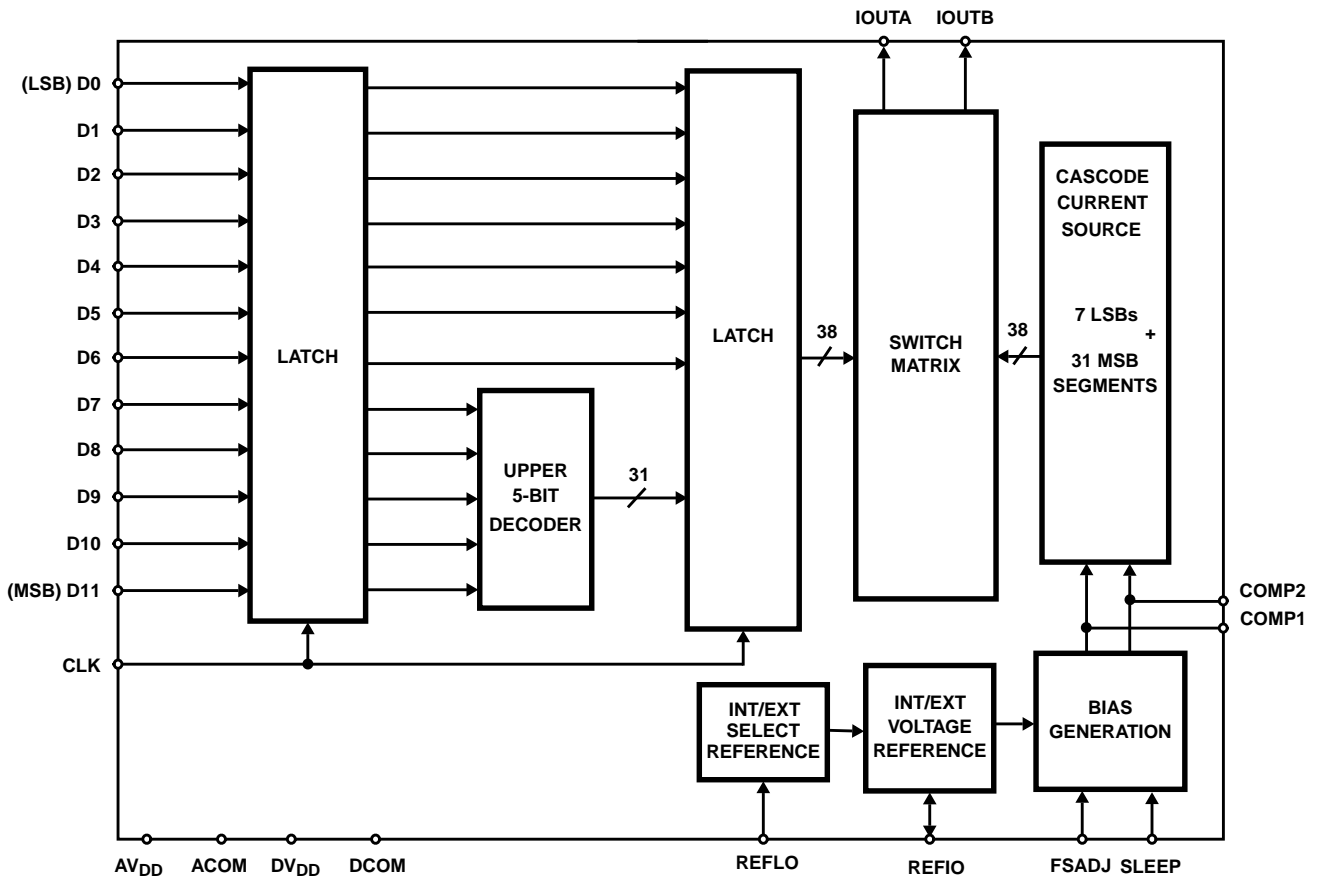 IOUTA IOUTB
(LSB) D0
D1
D2
D3
D4
D5
D6
D7
D8
D9
D10
(MSB) D11
CLK
LATCH
UPPER
5-BIT
DECODER
31
LATCH
38
SWITCH
MATRIX
38
CASCODE
CURRENT
SOURCE
7 LSBs
+
31 MSB
SEGMENTS
COMP2
COMP1
INT/EXT
SELECT
REFERENCE
INT/EXT
VOLTAGE
REFERENCE
BIAS
GENERATION
AVDD ACOM DVDD DCOM REFLO REFIO FSADJ SLEEP